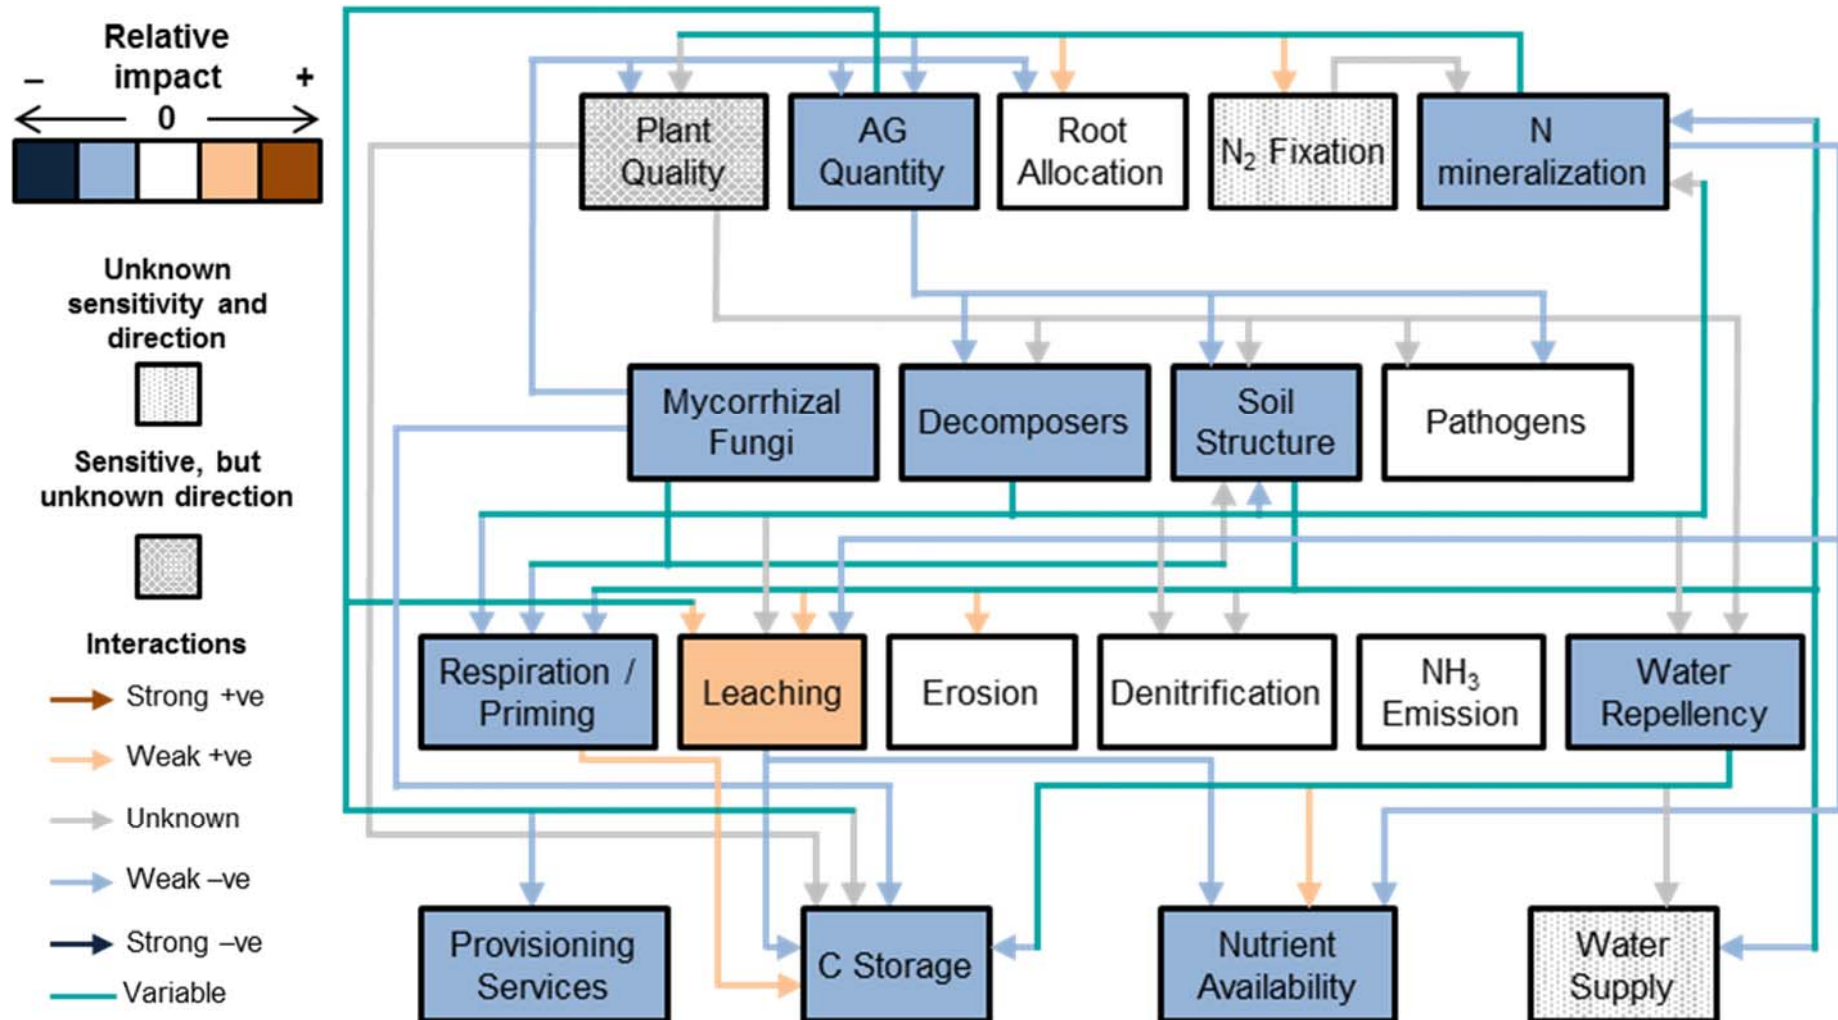 Relative
impact
– +
0
Unknown
sensitivity and
direction
Sensitive, but
unknown direction
Interactions
Strong +ve
Weak +ve
Unknown
Weak –ve
Strong –ve
Variable
Plant
Quality
AG
Quantity
Root
Allocation
N₂ Fixation
N
mineralization
Mycorrhizal
Fungi
Decomposers
Soil
Structure
Pathogens
Respiration /
Priming
Leaching
Erosion
Denitrification
NH₃
Emission
Water
Repellency
Provisioning
Services
C Storage
Nutrient
Availability
Water
Supply